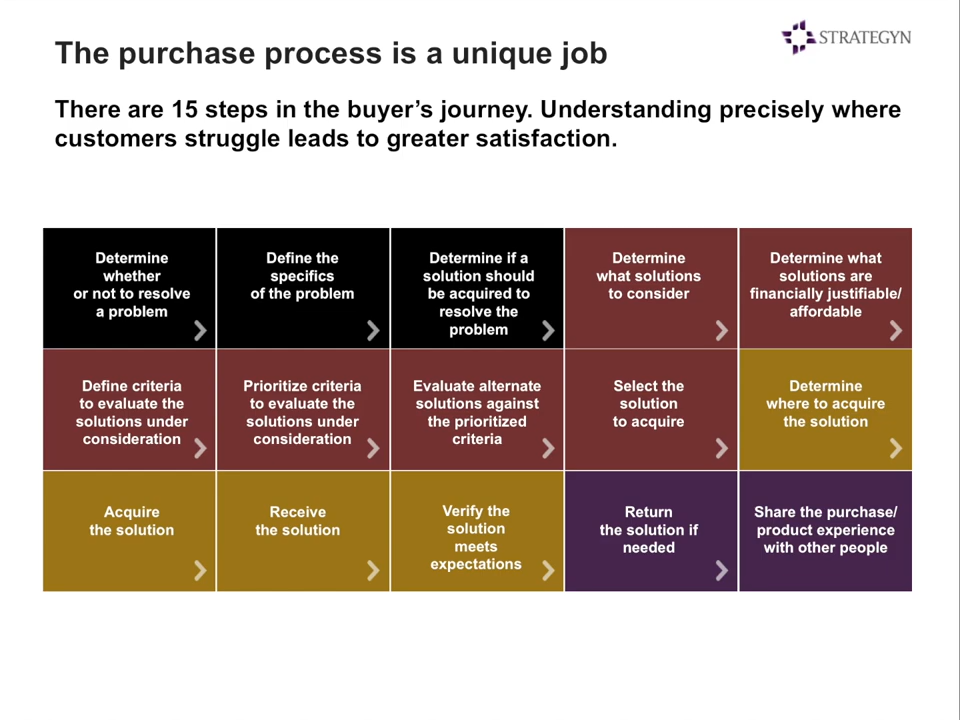 The purchase process is a unique job
STRATEGYN
There are 15 steps in the buyer’s journey. Understanding precisely where
customers struggle leads to greater satisfaction.
Determine
whether
or not to resolve
a problem
Define the
specifics
of the problem
Determine if a
solution should
be acquired to
resolve the
problem
Determine
what solutions
to consider
Determine what
solutions are
financially justifiable/
affordable
Define criteria
to evaluate the
solutions under
consideration
Prioritize criteria
to evaluate the
solutions under
consideration
Evaluate alternate
solutions against
the prioritized
criteria
Select the
solution
to acquire
Determine
where to acquire
the solution
Acquire
the solution
Receive
the solution
Verify the
solution
meets
expectations
Return
the solution if
needed
Share the purchase/
product experience
with other people